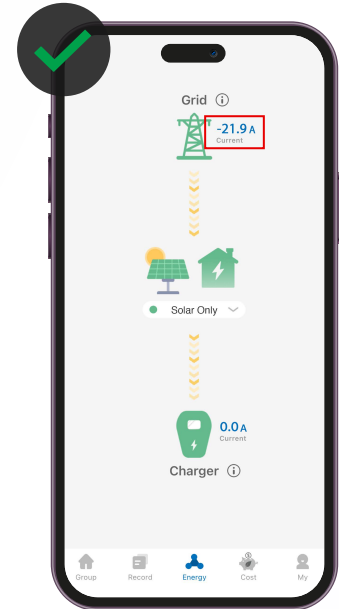 Grid
-21.9 A
Current
Solar Only
0.0 A
Current
Charger
Group Record Energy Cost My